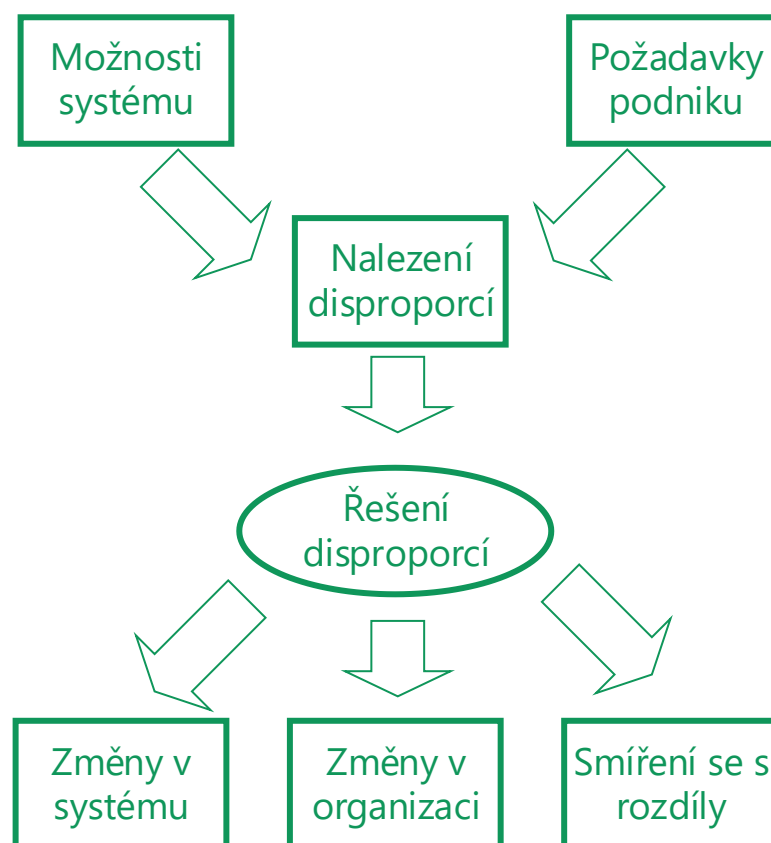 Možnosti
systému
Požadavky
podniku
Nalezení
disproporcí
Řešení
disproporcí
Změny v
systému
Změny v
organizaci
Smíření se s
rozdíly